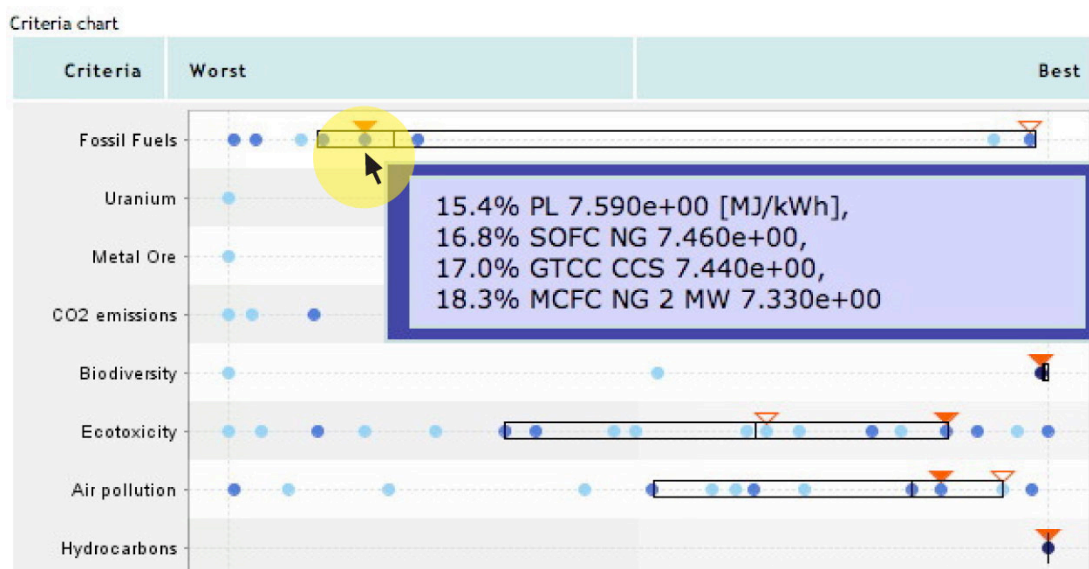 Criteria chart
Criteria Worst Best
Fossil Fuels
15.4% PL 7.590e+00 [MJ/kWh],
16.8% SOFC NG 7.460e+00,
17.0% GTCC CCS 7.440e+00,
18.3% MCFC NG 2 MW 7.330e+00
Uranium
Metal Ore
CO2 emissions
Biodiversity
Ecotoxicity
Air pollution
Hydrocarbons